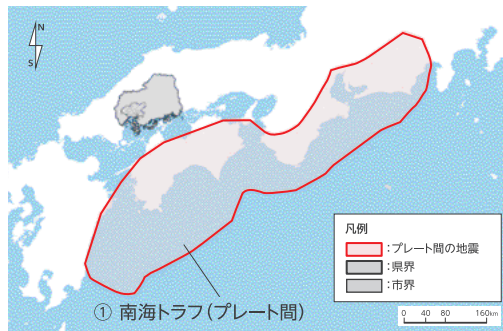 N
S
① 南海トラフ(プレート間)
凡例
:プレート間の地震
:県界
:市界
0 40 80 160km